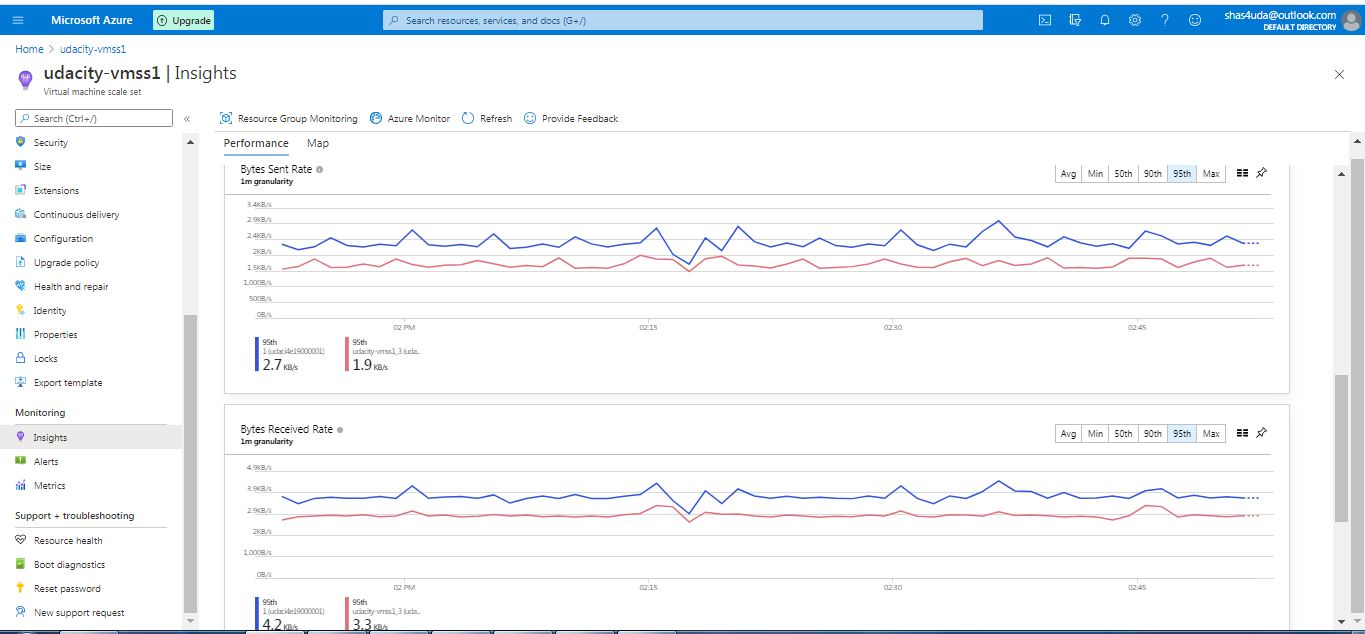 Microsoft Azure
Upgrade
Search resources, services, and docs (G+/)
shas4uda@outlook.com
DEFAULT DIRECTORY
Home > udacity-vmss1
udacity-vmss1 | Insights
Virtual machine scale set
Search (Ctrl+/)
«
Security
Size
Extensions
Continuous delivery
Configuration
Upgrade policy
Health and repair
Identity
Properties
Locks
Export template
Monitoring
Insights
Alerts
Metrics
Support + troubleshooting
Resource health
Boot diagnostics
Reset password
New support request
Resource Group Monitoring
Azure Monitor
Refresh
Provide Feedback
Performance
Map
Bytes Sent Rate
1m granularity
Avg Min 50th 90th 95th Max
3.4KB/s
2.9KB/s
2.4KB/s
2KB/s
1.5KB/s
1,000B/s
500B/s
0B/s
02 PM 02:15 02:30 02:45
95th
1 (udaci4e19000001)
2.7 KB/s
95th
udacity-vmss1_3 (uda...
1.9 KB/s
Bytes Received Rate
1m granularity
Avg Min 50th 90th 95th Max
4.9KB/s
3.9KB/s
2.9KB/s
2KB/s
1,000B/s
0B/s
02 PM 02:15 02:30 02:45
95th
1 (udaci4e19000001)
4.2 KB/s
95th
udacity-vmss1_3 (uda...
3.3 KB/s